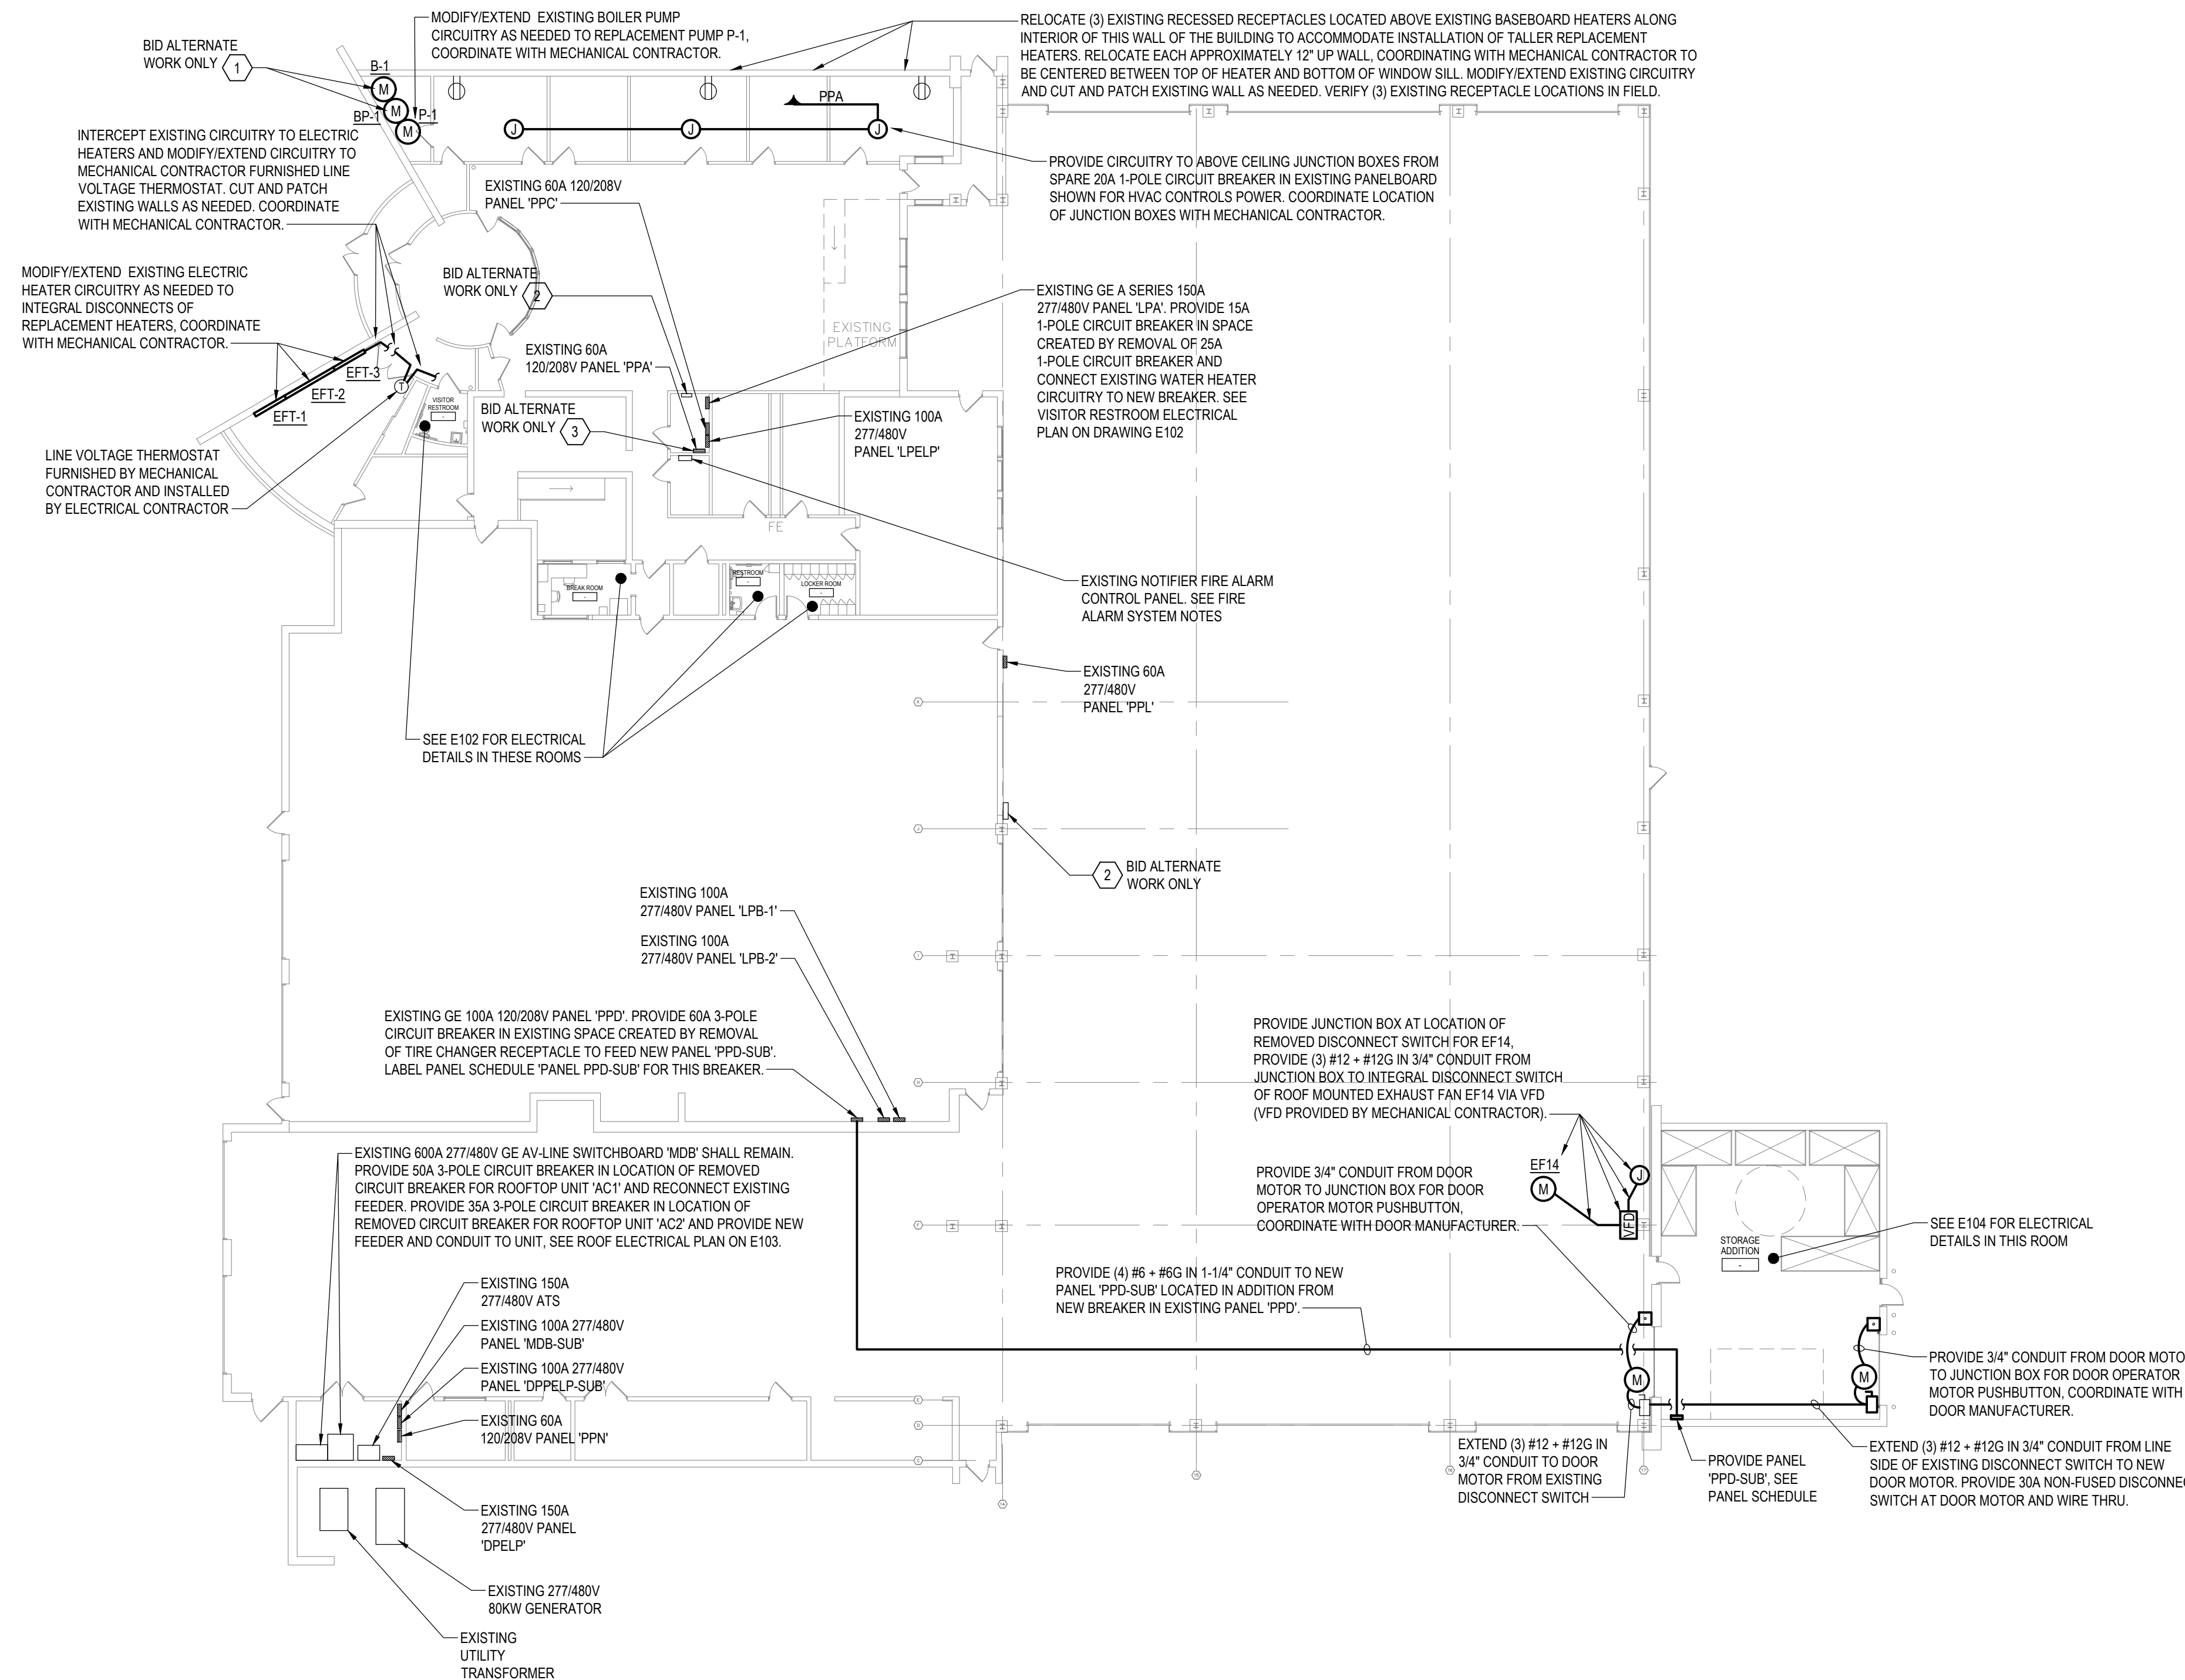 MODIFY/EXTEND EXISTING BOILER PUMP
CIRCUITRY AS NEEDED TO REPLACEMENT PUMP P-1,
COORDINATE WITH MECHANICAL CONTRACTOR.
RELOCATE (3) EXISTING RECESSED RECEPTACLES LOCATED ABOVE EXISTING BASEBOARD HEATERS ALONG
INTERIOR OF THIS WALL OF THE BUILDING TO ACCOMMODATE INSTALLATION OF TALLER REPLACEMENT
HEATERS. RELOCATE EACH APPROXIMATELY 12" UP WALL, COORDINATING WITH MECHANICAL CONTRACTOR TO
BE CENTERED BETWEEN TOP OF HEATER AND BOTTOM OF WINDOW SILL. MODIFY/EXTEND EXISTING CIRCUITRY
AND CUT AND PATCH EXISTING WALL AS NEEDED. VERIFY (3) EXISTING RECEPTACLE LOCATIONS IN FIELD.
BID ALTERNATE
WORK ONLY
1
B-1
M
M
BP-1
P-1
M
PPA
J
J
J
INTERCEPT EXISTING CIRCUITRY TO ELECTRIC
HEATERS AND MODIFY/EXTEND CIRCUITRY TO
MECHANICAL CONTRACTOR FURNISHED LINE
VOLTAGE THERMOSTAT. CUT AND PATCH
EXISTING WALLS AS NEEDED. COORDINATE
WITH MECHANICAL CONTRACTOR.
PROVIDE CIRCUITRY TO ABOVE CEILING JUNCTION BOXES FROM
SPARE 20A 1-POLE CIRCUIT BREAKER IN EXISTING PANELBOARD
SHOWN FOR HVAC CONTROLS POWER. COORDINATE LOCATION
OF JUNCTION BOXES WITH MECHANICAL CONTRACTOR.
EXISTING 60A 120/208V
PANEL 'PPC'
MODIFY/EXTEND EXISTING ELECTRIC
HEATER CIRCUITRY AS NEEDED TO
INTEGRAL DISCONNECTS OF
REPLACEMENT HEATERS, COORDINATE
WITH MECHANICAL CONTRACTOR.
BID ALTERNATE
WORK ONLY
2
EXISTING
PLATFORM
EXISTING GE A SERIES 150A
277/480V PANEL 'LPA'. PROVIDE 15A
1-POLE CIRCUIT BREAKER IN SPACE
CREATED BY REMOVAL OF 25A
1-POLE CIRCUIT BREAKER AND
CONNECT EXISTING WATER HEATER
CIRCUITRY TO NEW BREAKER. SEE
VISITOR RESTROOM ELECTRICAL
PLAN ON DRAWING E102
EXISTING 60A
120/208V PANEL 'PPA'
EFT-3
EFT-2
EFT-1
T
VISITOR
RESTROOM
-
BID ALTERNATE
WORK ONLY
3
EXISTING 100A
277/480V
PANEL 'LPELP'
LINE VOLTAGE THERMOSTAT
FURNISHED BY MECHANICAL
CONTRACTOR AND INSTALLED
BY ELECTRICAL CONTRACTOR
FE
BREAK ROOM
-
RESTROOM
-
LOCKER ROOM
-
EXISTING NOTIFIER FIRE ALARM
CONTROL PANEL. SEE FIRE
ALARM SYSTEM NOTES
EXISTING 60A
277/480V
PANEL 'PPL'
K
SEE E102 FOR ELECTRICAL
DETAILS IN THESE ROOMS
J
2
BID ALTERNATE
WORK ONLY
EXISTING 100A
277/480V PANEL 'LPB-1'
EXISTING 100A
277/480V PANEL 'LPB-2'
I
EXISTING GE 100A 120/208V PANEL 'PPD'. PROVIDE 60A 3-POLE
CIRCUIT BREAKER IN EXISTING SPACE CREATED BY REMOVAL
OF TIRE CHANGER RECEPTACLE TO FEED NEW PANEL 'PPD-SUB'.
LABEL PANEL SCHEDULE 'PANEL PPD-SUB' FOR THIS BREAKER.
PROVIDE JUNCTION BOX AT LOCATION OF
REMOVED DISCONNECT SWITCH FOR EF14,
PROVIDE (3) #12 + #12G IN 3/4" CONDUIT FROM
JUNCTION BOX TO INTEGRAL DISCONNECT SWITCH
OF ROOF MOUNTED EXHAUST FAN EF14 VIA VFD
(VFD PROVIDED BY MECHANICAL CONTRACTOR).
H
EXISTING 600A 277/480V GE AV-LINE SWITCHBOARD 'MDB' SHALL REMAIN.
PROVIDE 50A 3-POLE CIRCUIT BREAKER IN LOCATION OF REMOVED
CIRCUIT BREAKER FOR ROOFTOP UNIT 'AC1' AND RECONNECT EXISTING
FEEDER. PROVIDE 35A 3-POLE CIRCUIT BREAKER IN LOCATION OF
REMOVED CIRCUIT BREAKER FOR ROOFTOP UNIT 'AC2' AND PROVIDE NEW
FEEDER AND CONDUIT TO UNIT, SEE ROOF ELECTRICAL PLAN ON E103.
PROVIDE 3/4" CONDUIT FROM DOOR
MOTOR TO JUNCTION BOX FOR DOOR
OPERATOR MOTOR PUSHBUTTON,
COORDINATE WITH DOOR MANUFACTURER.
EF14
M
J
VFD
F
STORAGE
ADDITION
-
SEE E104 FOR ELECTRICAL
DETAILS IN THIS ROOM
PROVIDE (4) #6 + #6G IN 1-1/4" CONDUIT TO NEW
PANEL 'PPD-SUB' LOCATED IN ADDITION FROM
NEW BREAKER IN EXISTING PANEL 'PPD'.
EXISTING 150A
277/480V ATS
EXISTING 100A 277/480V
PANEL 'MDB-SUB'
EXISTING 100A 277/480V
PANEL 'DPPELP-SUB'
EXISTING 60A
120/208V PANEL 'PPN'
M
M
PROVIDE 3/4" CONDUIT FROM DOOR MOTO
TO JUNCTION BOX FOR DOOR OPERATOR
MOTOR PUSHBUTTON, COORDINATE WITH
DOOR MANUFACTURER.
E
D
C
EXTEND (3) #12 + #12G IN
3/4" CONDUIT TO DOOR
MOTOR FROM EXISTING
DISCONNECT SWITCH
PROVIDE PANEL
'PPD-SUB', SEE
PANEL SCHEDULE
EXTEND (3) #12 + #12G IN 3/4" CONDUIT FROM LINE
SIDE OF EXISTING DISCONNECT SWITCH TO NEW
DOOR MOTOR. PROVIDE 30A NON-FUSED DISCONNE
SWITCH AT DOOR MOTOR AND WIRE THRU.
14
15
16
17
EXISTING 150A
277/480V PANEL
'DPELP'
EXISTING 277/480V
80KW GENERATOR
EXISTING
UTILITY
TRANSFORMER